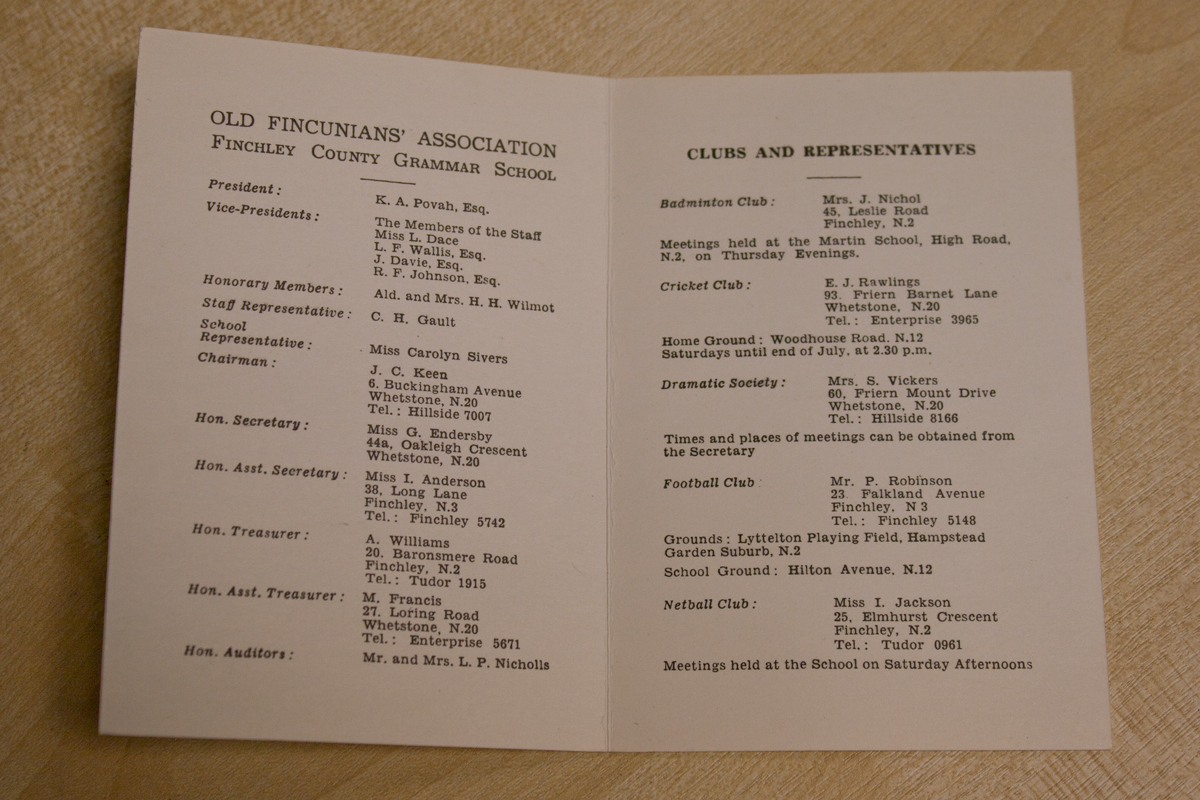 OLD FINCUNIANS' ASSOCIATION
FINCHLEY COUNTY GRAMMAR SCHOOL
President: K. A. Povah, Esq.
Vice-Presidents: The Members of the Staff
Miss L. Dace
L. F. Wallis, Esq.
J. Davie, Esq.
R. F. Johnson, Esq.
Honorary Members: Ald. and Mrs. H. H. Wilmot
Staff Representative: C. H. Gault
School
Representative: Miss Carolyn Sivers
Chairman: J. C. Keen
6, Buckingham Avenue
Whetstone, N.20
Tel.: Hillside 7007
Hon. Secretary: Miss G. Endersby
44a, Oakleigh Crescent
Whetstone, N.20
Hon. Asst. Secretary: Miss I. Anderson
38, Long Lane
Finchley, N.3
Tel.: Finchley 5742
Hon. Treasurer: A. Williams
20. Baronsmere Road
Finchley, N.2
Tel.: Tudor 1915
Hon. Asst. Treasurer: M. Francis
27. Loring Road
Whetstone, N.20
Tel.: Enterprise 5671
Hon. Auditors: Mr. and Mrs. L. P. Nicholls
CLUBS AND REPRESENTATIVES
Badminton Club: Mrs. J. Nichol
45, Leslie Road
Finchley, N.2
Meetings held at the Martin School, High Road,
N.2, on Thursday Evenings.
Cricket Club: E. J. Rawlings
93. Friern Barnet Lane
Whetstone, N.20
Tel.: Enterprise 3965
Home Ground: Woodhouse Road. N.12
Saturdays until end of July, at 2.30 p.m.
Dramatic Society: Mrs. S. Vickers
60, Friern Mount Drive
Whetstone, N.20
Tel.: Hillside 8166
Times and places of meetings can be obtained from
the Secretary
Football Club: Mr. P. Robinson
23. Falkland Avenue
Finchley, N 3
Tel.: Finchley 5148
Grounds: Lyttelton Playing Field, Hampstead
Garden Suburb, N.2
School Ground: Hilton Avenue, N.12
Netball Club: Miss I. Jackson
25, Elmhurst Crescent
Finchley, N.2
Tel.: Tudor 0961
Meetings held at the School on Saturday Afternoons